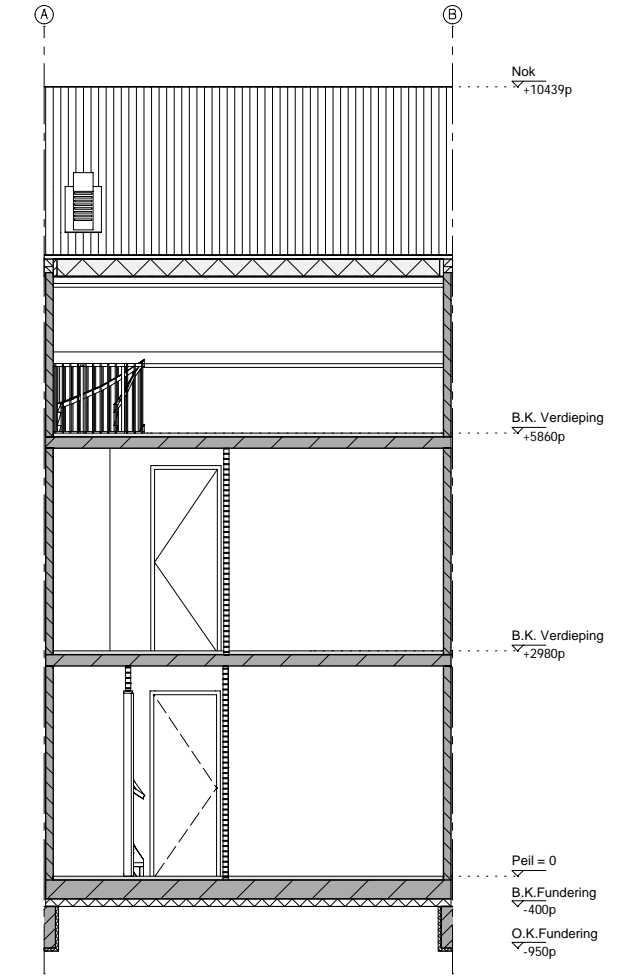 A B
Nok
+10439p
B.K. Verdieping
+5860p
B.K. Verdieping
+2980p
Peil = 0
B.K.Fundering
-400p
O.K.Fundering
-950p